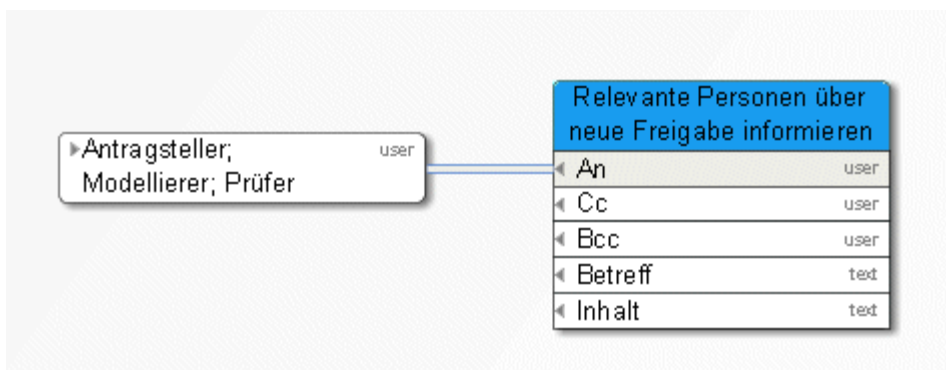 Antragsteller; user
Modellierer; Prüfer
Relevante Personen über
neue Freigabe informieren
An user
Cc user
Bcc user
Betreff text
Inhalt text